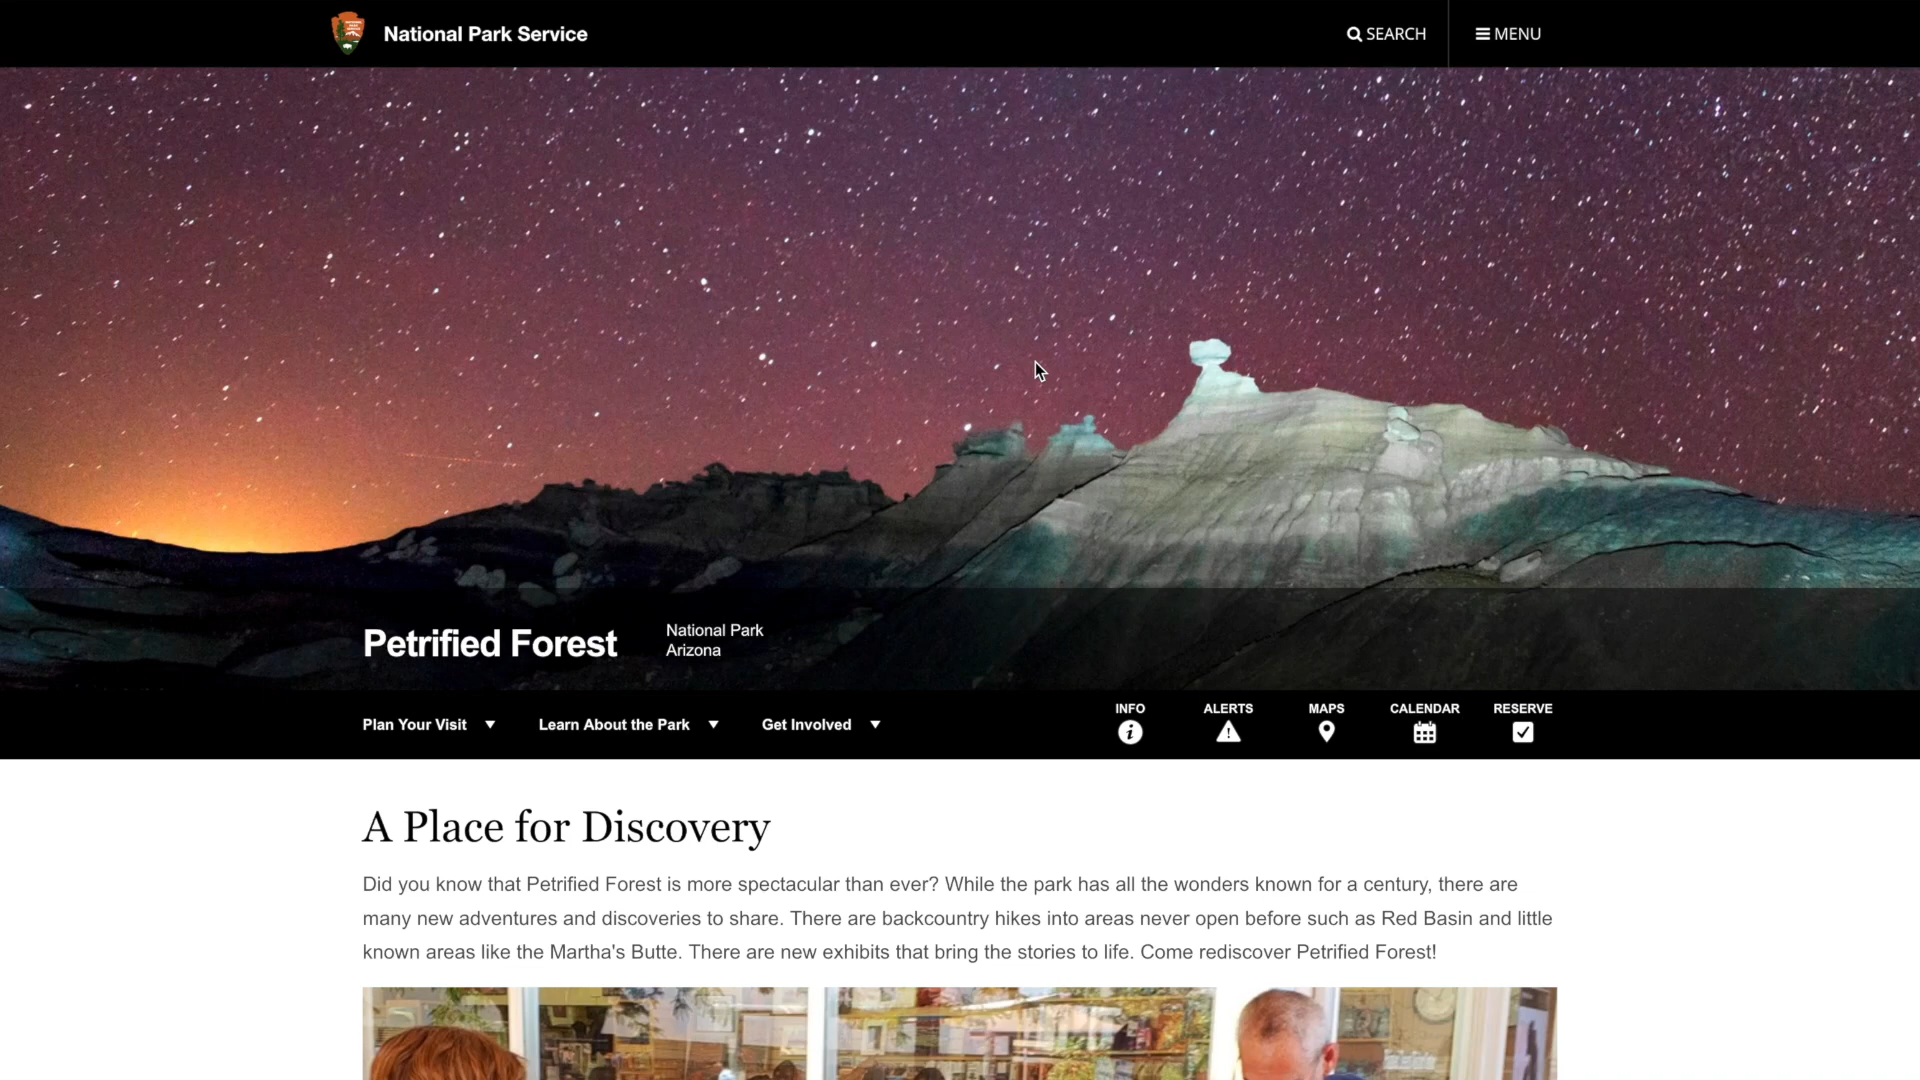 National Park Service
SEARCH
MENU
Petrified Forest
National Park
Arizona
Plan Your Visit
Learn About the Park
Get Involved
INFO
ALERTS
MAPS
CALENDAR
RESERVE
A Place for Discovery
Did you know that Petrified Forest is more spectacular than ever? While the park has all the wonders known for a century, there are
many new adventures and discoveries to share. There are backcountry hikes into areas never open before such as Red Basin and little
known areas like the Martha's Butte. There are new exhibits that bring the stories to life. Come rediscover Petrified Forest!